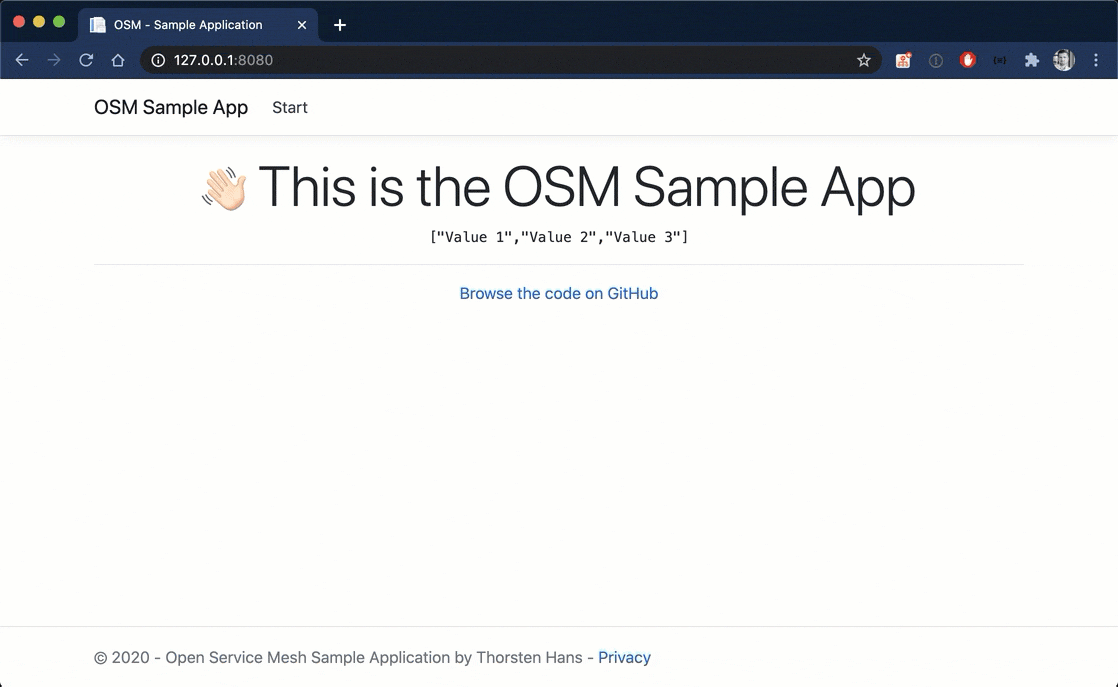 OSM - Sample Application
127.0.0.1:8080
OSM Sample App Start
👋🏻 This is the OSM Sample App
["Value 1","Value 2","Value 3"]
Browse the code on GitHub
© 2020 - Open Service Mesh Sample Application by Thorsten Hans - Privacy